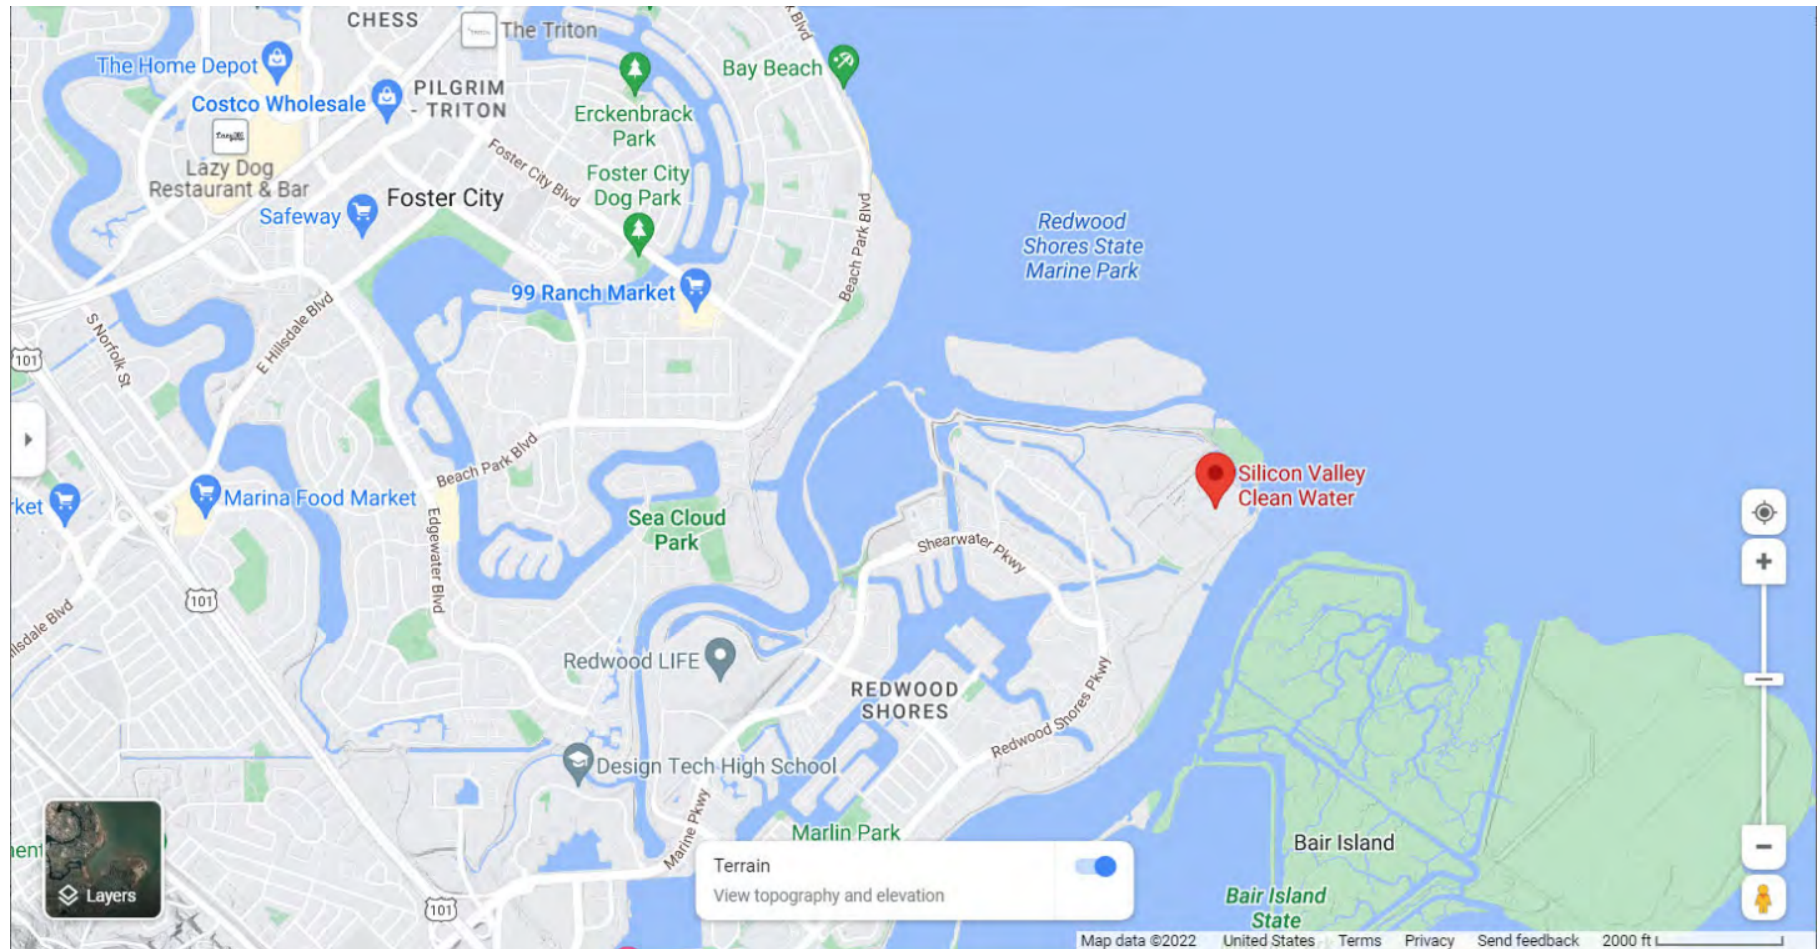 CHESS
The Triton
Blvd
The Home Depot
PILGRIM
- TRITON
Costco Wholesale
Bay Beach
Erckenbrack
Park
Lazy Dog
Restaurant & Bar
Foster City Blvd
Foster City
Dog Park
Foster City
Safeway
Beach Park Blvd
Redwood
Shores State
Marine Park
99 Ranch Market
S Norfolk St
E Hillsdale Blvd
101
Beach Park Blvd
Silicon Valley
Clean Water
rket
Marina Food Market
Edgewater Blvd
Sea Cloud
Park
Shearwater Pkwy
101
illsdale Blvd
Redwood LIFE
REDWOOD
SHORES
Redwood Shores Pkwy
Design Tech High School
Marine Pkwy
Marlin Park
Bair Island
ent
Layers
Terrain
View topography and elevation
Bair Island
State
101
Map data ©2022 United States Terms Privacy Send feedback 2000 ft